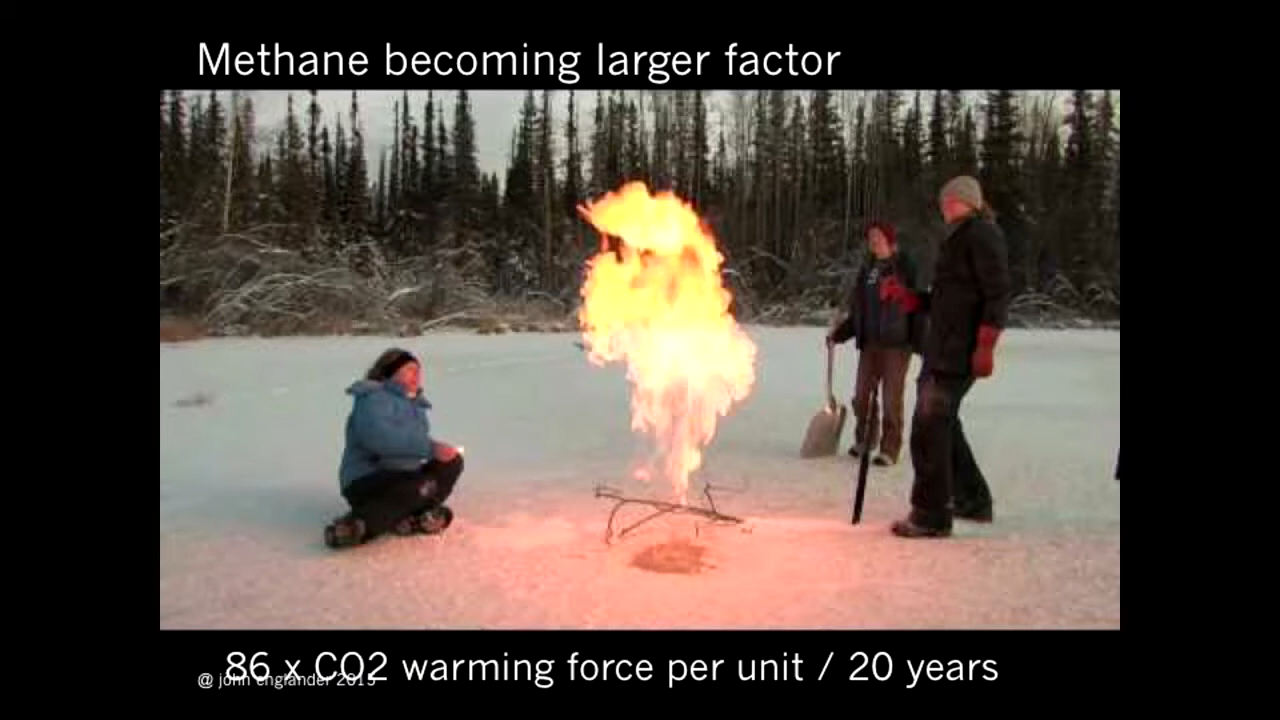 Methane becoming larger factor
86 x CO2 warming force per unit / 20 years
@ john englander 2015